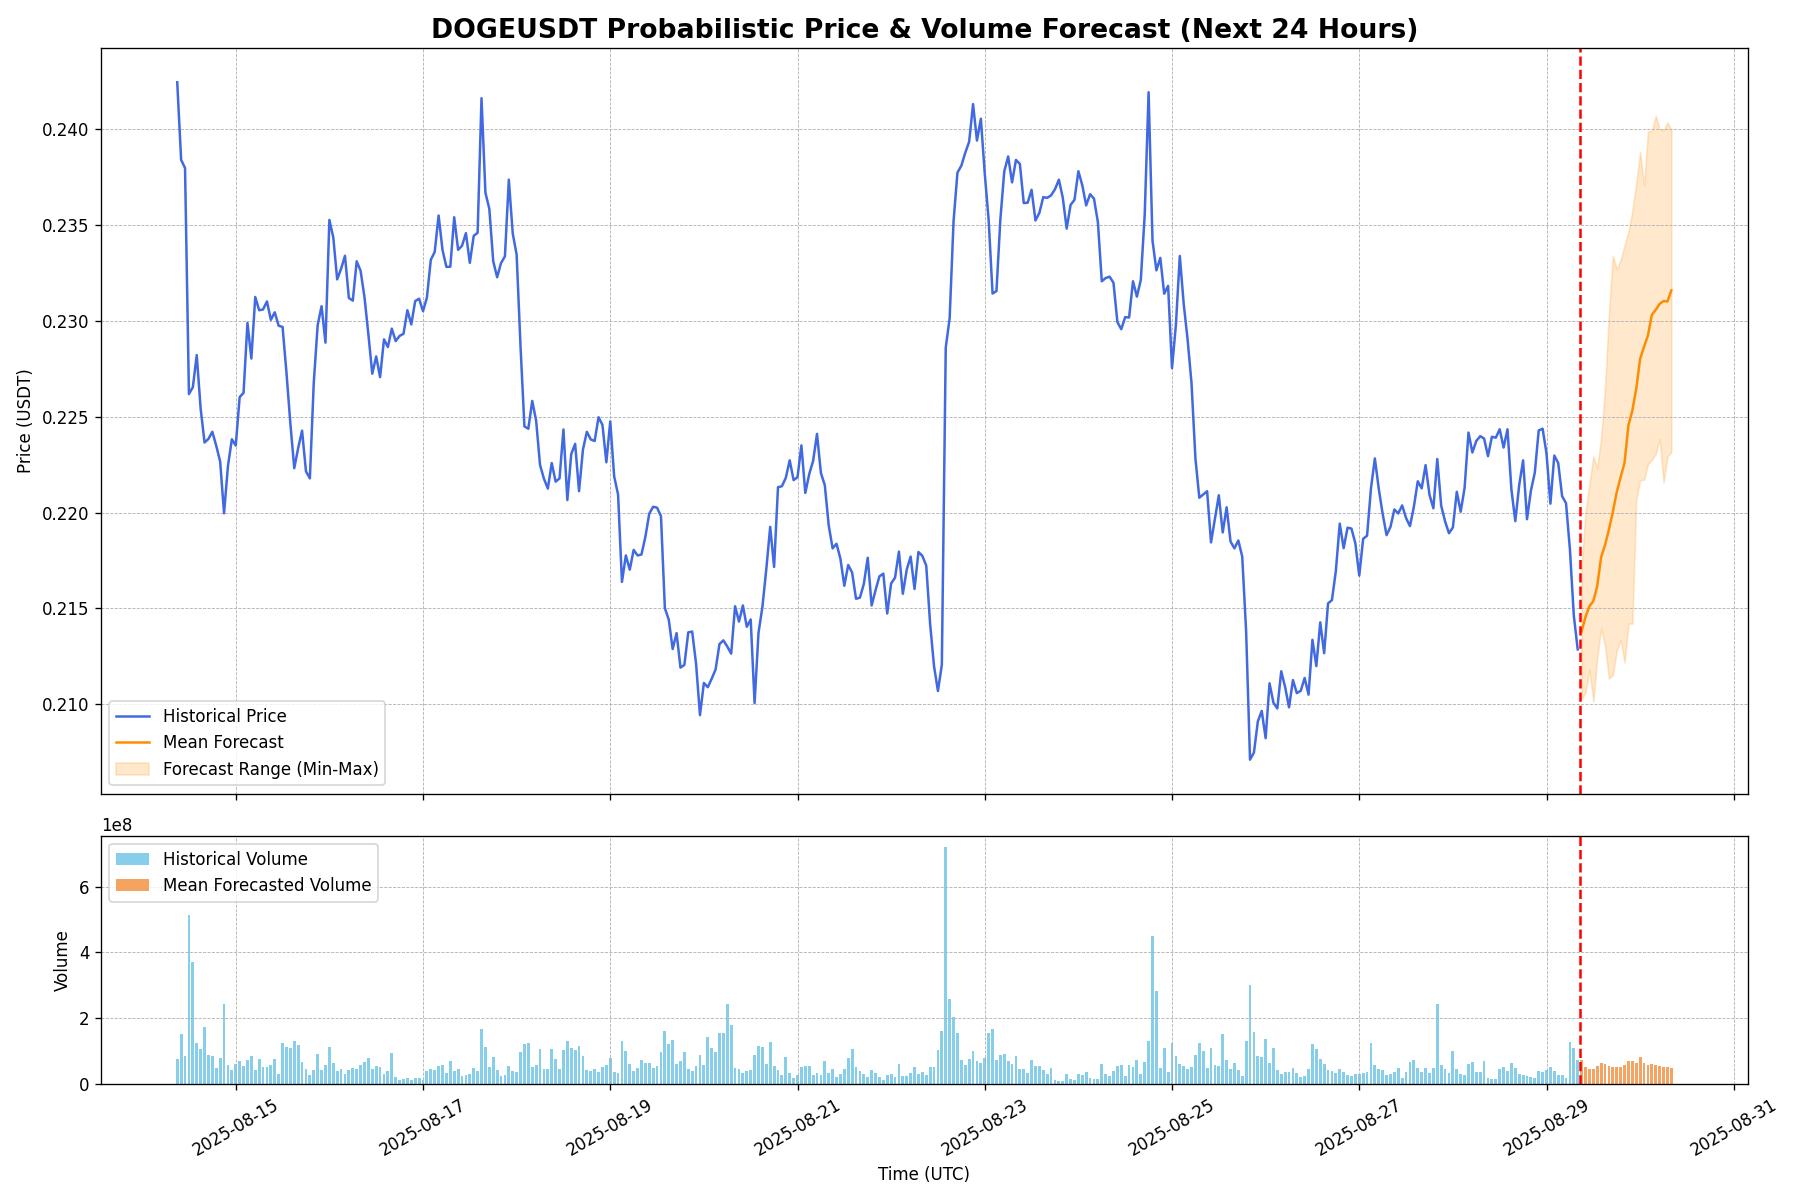 DOGEUSDT Probabilistic Price & Volume Forecast (Next 24 Hours)
Price (USDT)
0.240
0.235
0.230
0.225
0.220
0.215
0.210
Historical Price
Mean Forecast
Forecast Range (Min-Max)
1e8
Volume
6
4
2
0
Historical Volume
Mean Forecasted Volume
2025-08-15
2025-08-17
2025-08-19
2025-08-21
2025-08-23
2025-08-25
2025-08-27
2025-08-29
2025-08-31
Time (UTC)